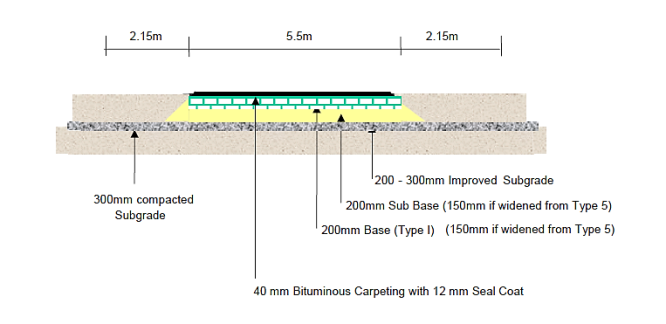 2.15m 5.5m 2.15m
200 - 300mm Improved Subgrade
300mm compacted
Subgrade
200mm Sub Base (150mm if widened from Type 5)
200mm Base (Type I) (150mm if widened from Type 5)
40 mm Bituminous Carpeting with 12 mm Seal Coat